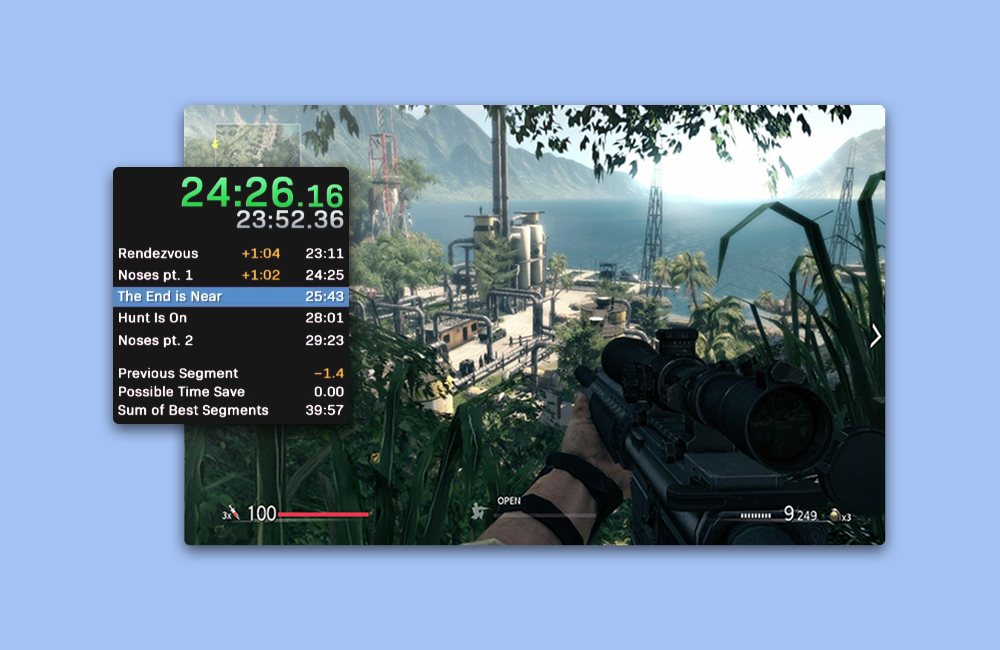 24:26.16
23:52.36
Rendezvous +1:04 23:11
Noses pt. 1 +1:02 24:25
The End is Near 25:43
Hunt Is On 28:01
Noses pt. 2 29:23
Previous Segment −1.4
Possible Time Save 0.00
Sum of Best Segments 39:57
OPEN
3x 100 9 249 x3